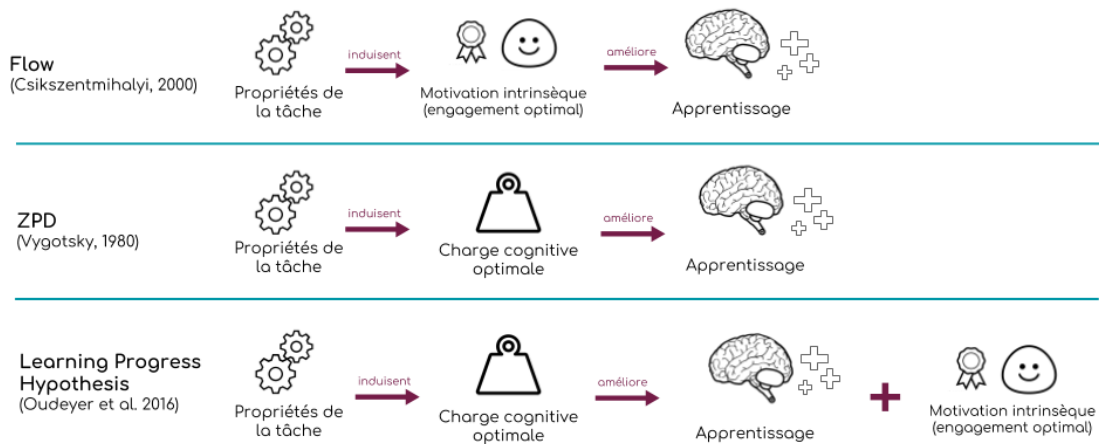 Flow
(Csikszentmihalyi, 2000)
induisent
améliore
Propriétés de
la tâche
Motivation intrinsèque
(engagement optimal)
Apprentissage
ZPD
(Vygotsky, 1980)
induisent
améliore
Propriétés de
la tâche
Charge cognitive
optimale
Apprentissage
Learning Progress
Hypothesis
(Oudeyer et al. 2016)
induisent
améliore
+
Propriétés de
la tâche
Charge cognitive
optimale
Apprentissage
Motivation intrinsèque
(engagement optimal)